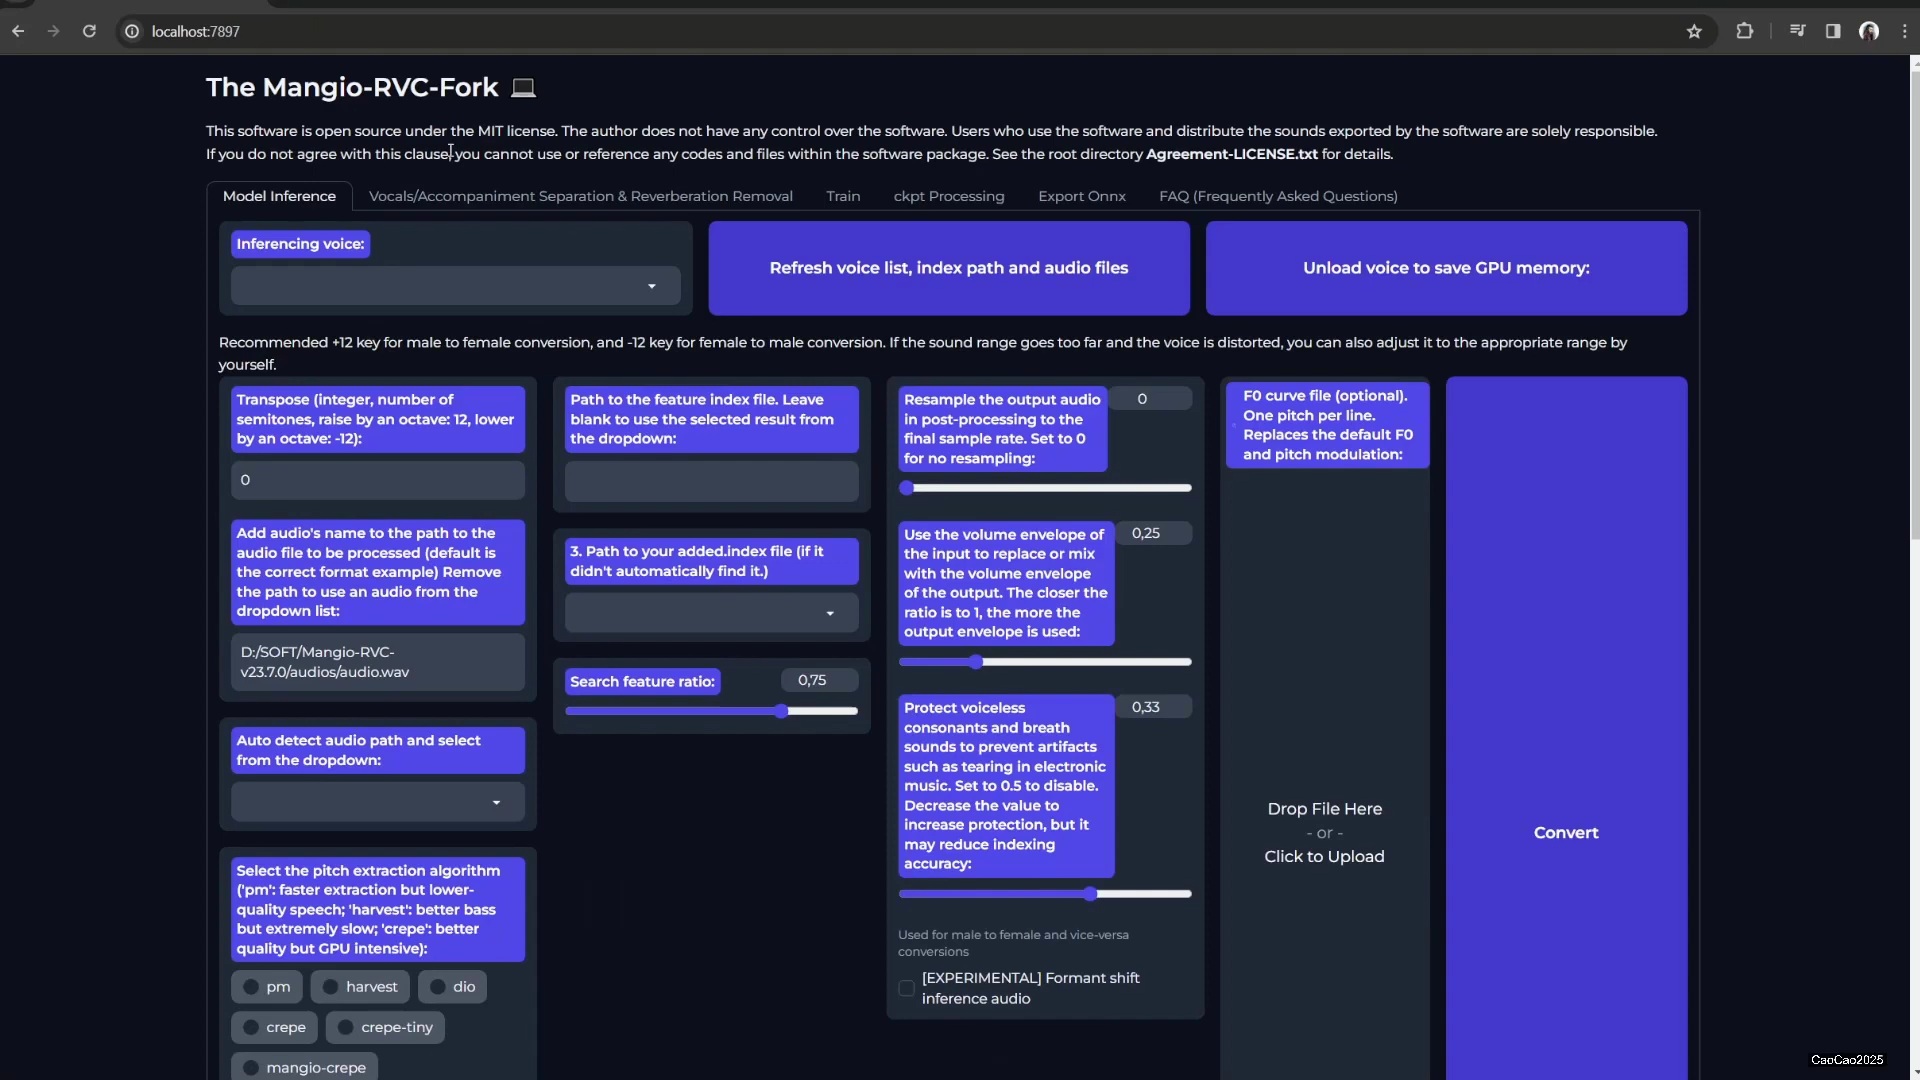 localhost:7897
The Mangio-RVC-Fork 💻
This software is open source under the MIT license. The author does not have any control over the software. Users who use the software and distribute the sounds exported by the software are solely responsible.
If you do not agree with this clause, you cannot use or reference any codes and files within the software package. See the root directory Agreement-LICENSE.txt for details.
Model Inference
Vocals/Accompaniment Separation & Reverberation Removal
Train
ckpt Processing
Export Onnx
FAQ (Frequently Asked Questions)
Inferencing voice:
Refresh voice list, index path and audio files
Unload voice to save GPU memory:
Recommended +12 key for male to female conversion, and -12 key for female to male conversion. If the sound range goes too far and the voice is distorted, you can also adjust it to the appropriate range by
yourself.
Transpose (integer, number of
semitones, raise by an octave: 12, lower
by an octave: -12):
0
Add audio's name to the path to the
audio file to be processed (default is
the correct format example) Remove
the path to use an audio from the
dropdown list:
D:/SOFT/Mangio-RVC-
v23.7.0/audios/audio.wav
Auto detect audio path and select
from the dropdown:
Select the pitch extraction algorithm
('pm': faster extraction but lower-
quality speech; 'harvest': better bass
but extremely slow; 'crepe': better
quality but GPU intensive):
pm
harvest
dio
crepe
crepe-tiny
mangio-crepe
Path to the feature index file. Leave
blank to use the selected result from
the dropdown:
3. Path to your added.index file (if it
didn't automatically find it.)
Search feature ratio:
0,75
Resample the output audio
in post-processing to the
final sample rate. Set to 0
for no resampling:
0
Use the volume envelope of
the input to replace or mix
with the volume envelope
of the output. The closer the
ratio is to 1, the more the
output envelope is used:
0,25
Protect voiceless
consonants and breath
sounds to prevent artifacts
such as tearing in electronic
music. Set to 0.5 to disable.
Decrease the value to
increase protection, but it
may reduce indexing
accuracy:
0,33
Used for male to female and vice-versa
conversions
[EXPERIMENTAL] Formant shift
inference audio
F0 curve file (optional).
One pitch per line.
Replaces the default F0
and pitch modulation:
Drop File Here
- or -
Click to Upload
Convert
CaoCao2025